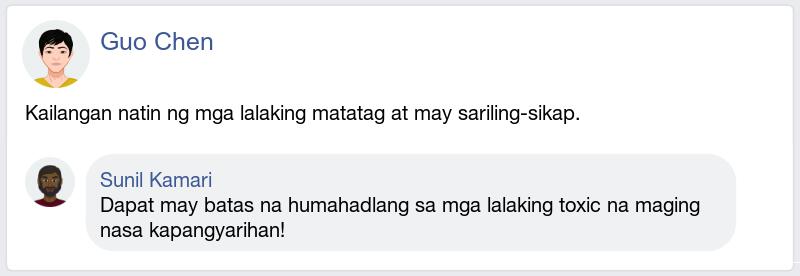 Guo Chen
Kailangan natin ng mga lalaking matatag at may sariling-sikap.
Sunil Kamari
Dapat may batas na humahadlang sa mga lalaking toxic na maging
nasa kapangyarihan!